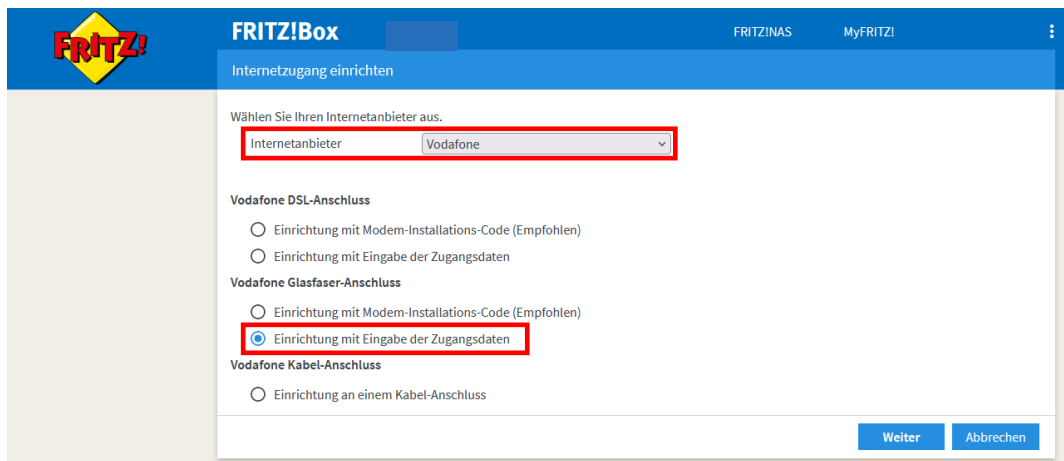 FRITZ!
FRITZ!Box
FRITZ!NAS
MyFRITZ!
Internetzugang einrichten
Wählen Sie Ihren Internetanbieter aus.
Internetanbieter Vodafone
Vodafone DSL-Anschluss
Einrichtung mit Modem-Installations-Code (Empfohlen)
Einrichtung mit Eingabe der Zugangsdaten
Vodafone Glasfaser-Anschluss
Einrichtung mit Modem-Installations-Code (Empfohlen)
Einrichtung mit Eingabe der Zugangsdaten
Vodafone Kabel-Anschluss
Einrichtung an einem Kabel-Anschluss
Weiter
Abbrechen